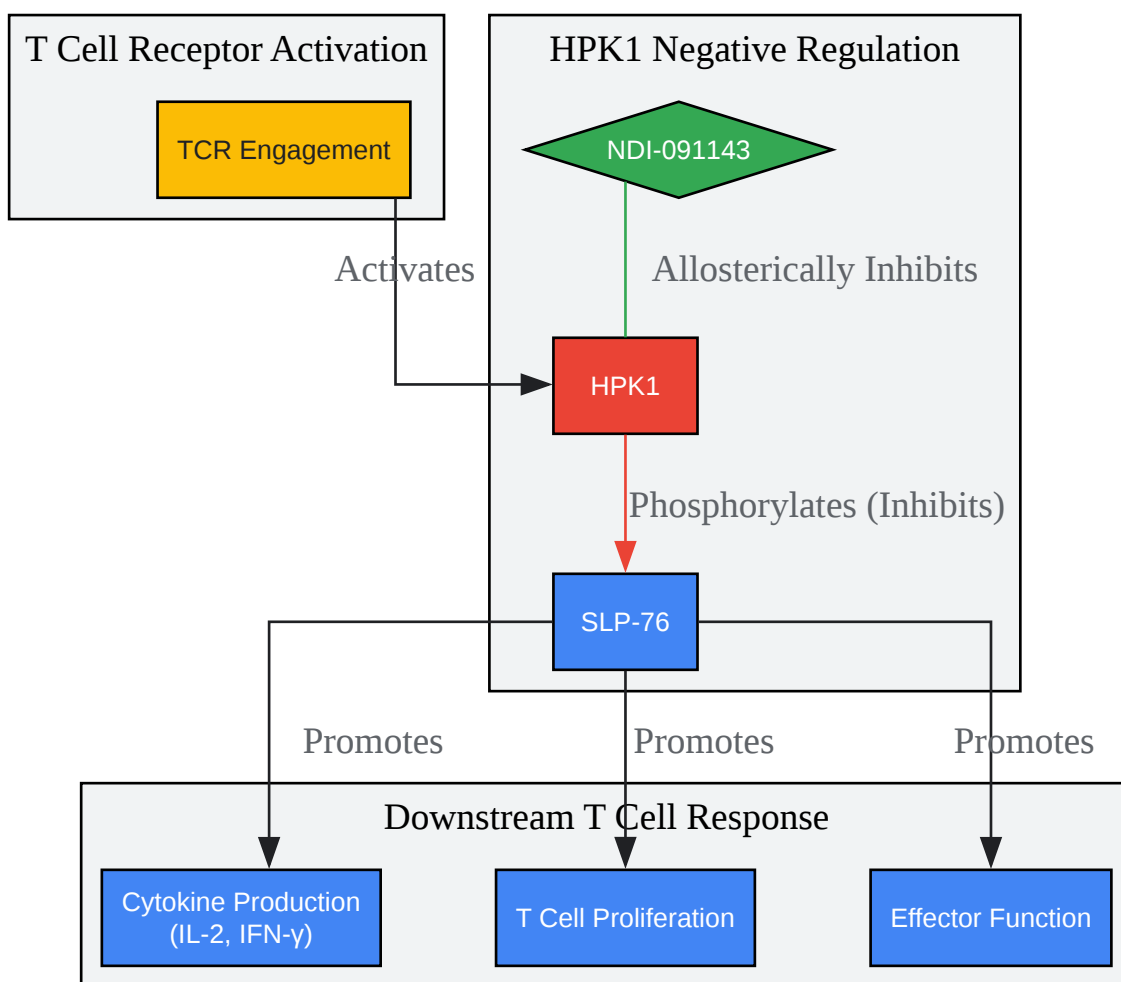 T Cell Receptor Activation
HPK1 Negative Regulation
TCR Engagement
NDI-091143
Activates
Allosterically Inhibits
HPK1
Phosphorylates (Inhibits)
SLP-76
Promotes
Promotes
Promotes
Downstream T Cell Response
Cytokine Production
(IL-2, IFN-γ)
T Cell Proliferation
Effector Function